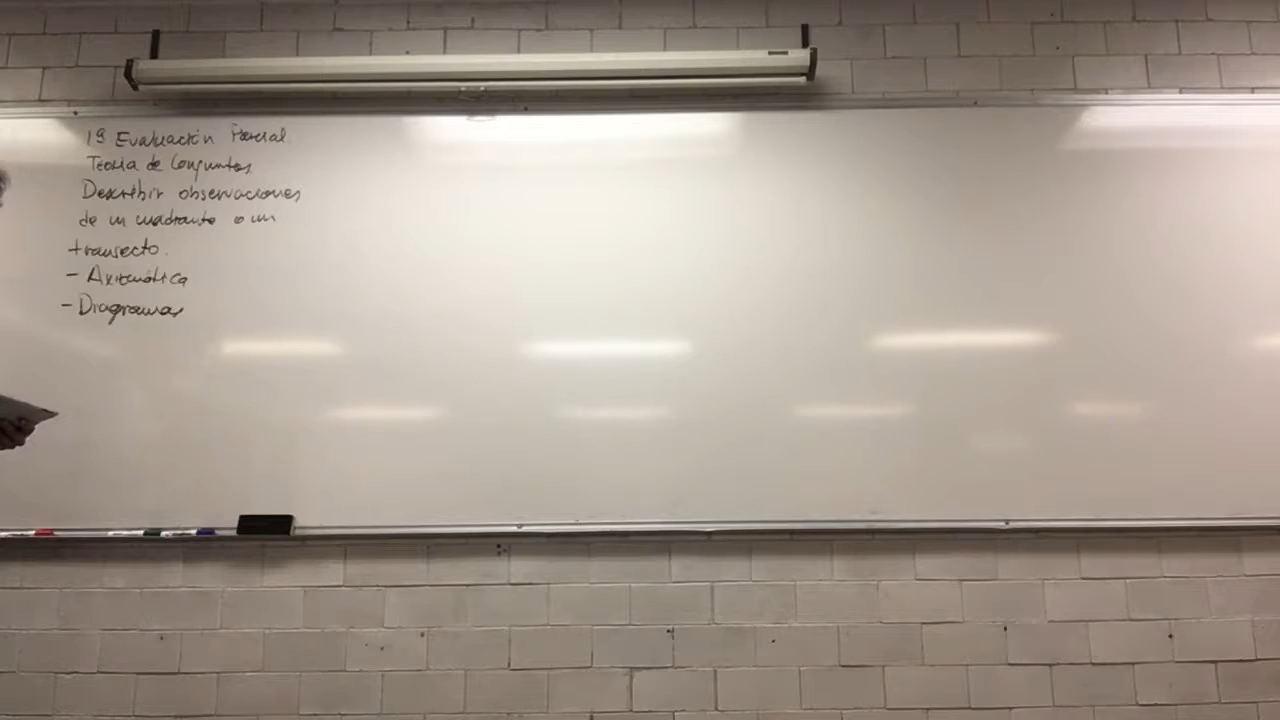 1ª Evaluación Parcial
Teoría de Conjuntos
Describir observaciones
de un cuadrante o un
transecto.
- Axiomática
- Diagramas